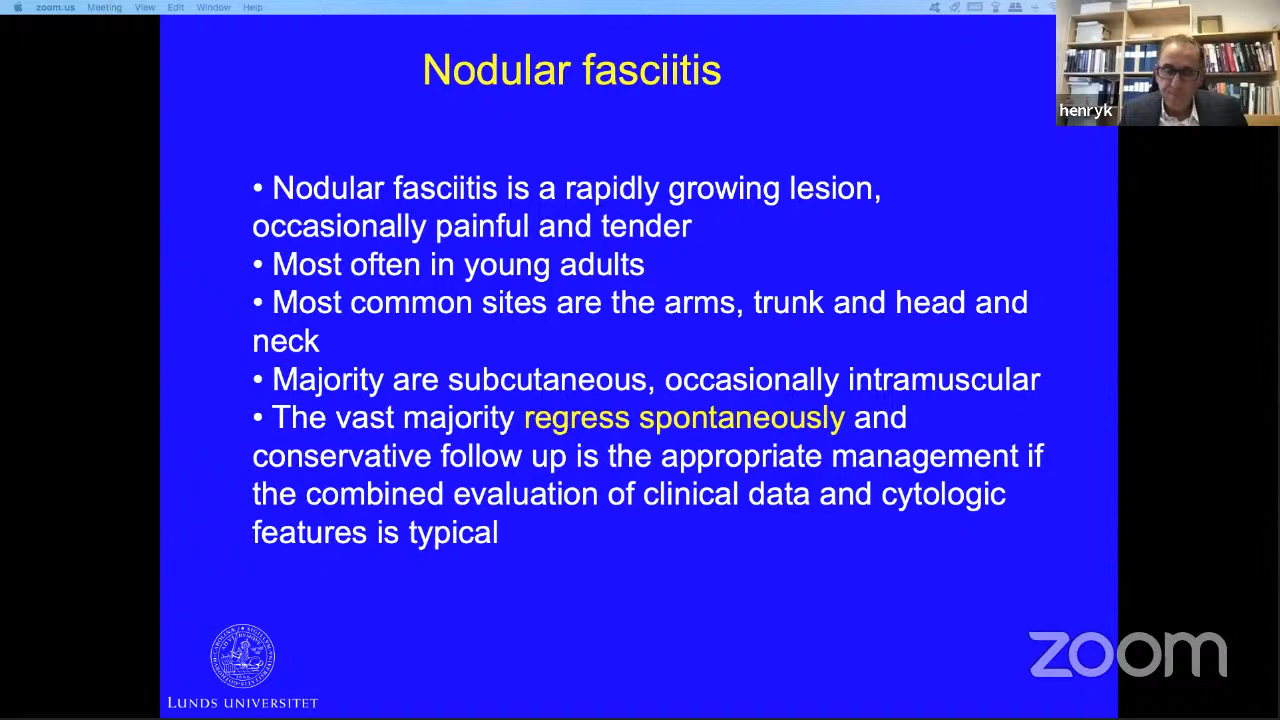 zoom.us Meeting View Edit Window Help
Nodular fasciitis
henryk
• Nodular fasciitis is a rapidly growing lesion,
occasionally painful and tender
• Most often in young adults
• Most common sites are the arms, trunk and head and
neck
• Majority are subcutaneous, occasionally intramuscular
• The vast majority regress spontaneously and
conservative follow up is the appropriate management if
the combined evaluation of clinical data and cytologic
features is typical
LUNDS UNIVERSITET
zoom